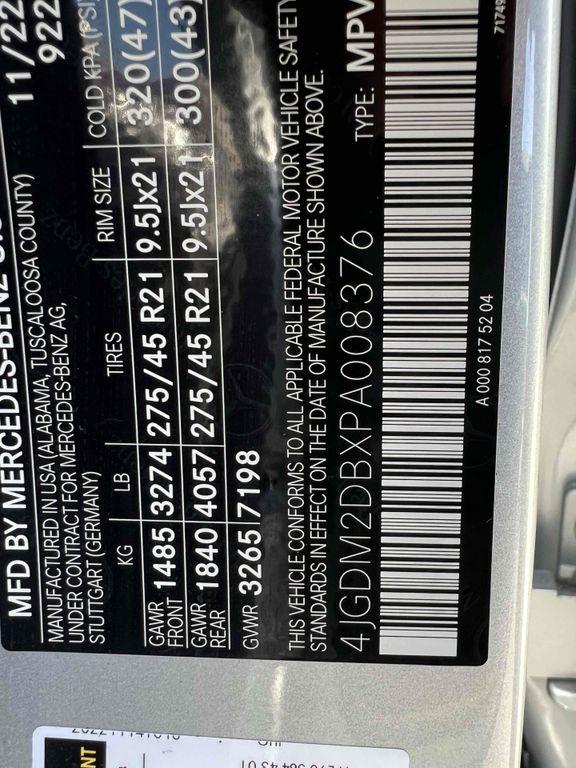 MFD BY MERCEDES-BENZ
11/22
922
MANUFACTURED IN USA (ALABAMA, TUSCALOOSA COUNTY)
UNDER CONTRACT FOR MERCEDES-BENZ AG,
STUTTGART (GERMANY)
KG LB TIRES RIM SIZE COLD KPA (PSI)
GAWR FRONT 1485 3274 275/45 R21 9.5Jx21 320(47)
GAWR REAR 1840 4057 275/45 R21 9.5Jx21 300(43)
GVWR 3265 7198
THIS VEHICLE CONFORMS TO ALL APPLICABLE FEDERAL MOTOR VEHICLE SAFETY
STANDARDS IN EFFECT ON THE DATE OF MANUFACTURE SHOWN ABOVE.
4JGDM2DBXPA008376 TYPE: MPV
A 000 817 52 04